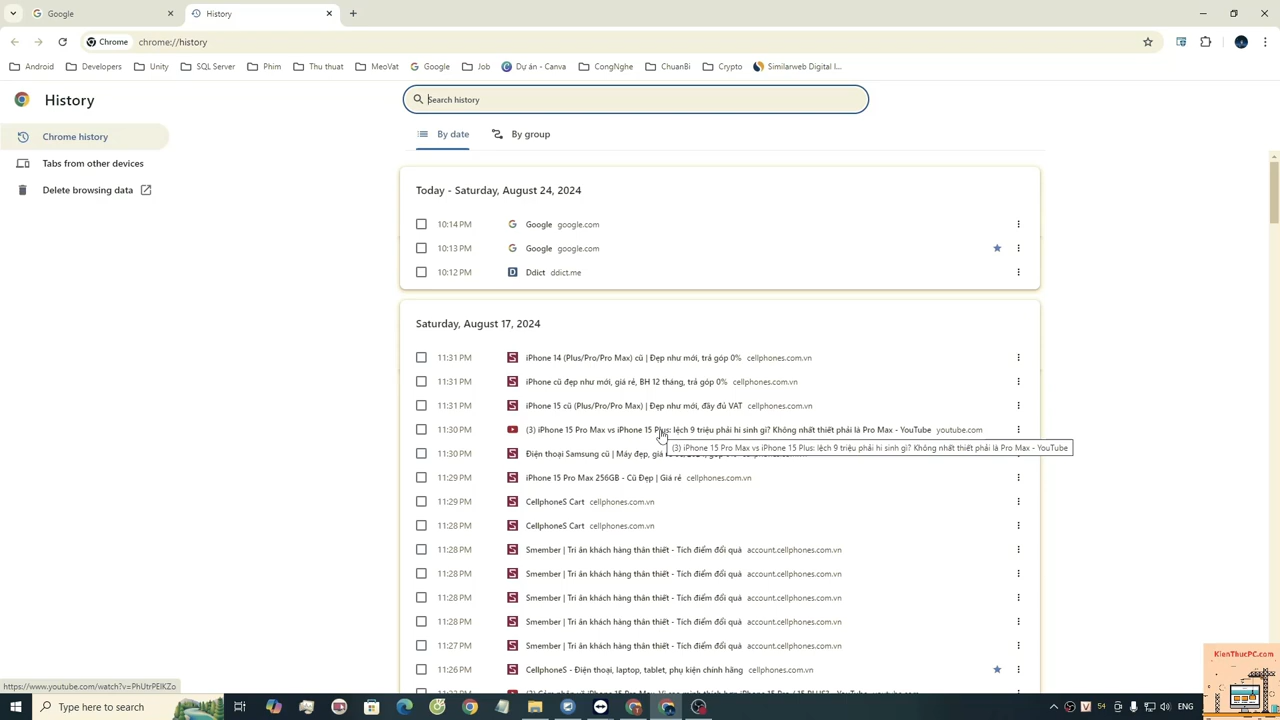 Google
History
Chrome
chrome://history
Android
Developers
Unity
SQL Server
Phim
Thu thuat
MeoVat
Google
Job
Dự án - Canva
CongNghe
ChuanBi
Crypto
Similarweb Digital I...
History
Search history
Chrome history
Tabs from other devices
Delete browsing data
By date
By group
Today - Saturday, August 24, 2024
10:14 PM Google google.com
10:13 PM Google google.com
10:12 PM Ddict ddict.me
Saturday, August 17, 2024
11:31 PM iPhone 14 (Plus/Pro/Pro Max) cũ | Đẹp như mới, trả góp 0% cellphones.com.vn
11:31 PM iPhone cũ đẹp như mới, giá rẻ, BH 12 tháng, trả góp 0% cellphones.com.vn
11:31 PM iPhone 15 cũ (Plus/Pro/Pro Max) | Đẹp như mới, đầy đủ VAT cellphones.com.vn
11:30 PM (3) iPhone 15 Pro Max vs iPhone 15 Plus: lệch 9 triệu phải hi sinh gì? Không nhất thiết phải là Pro Max - YouTube youtube.com
(3) iPhone 15 Pro Max vs iPhone 15 Plus: lệch 9 triệu phải hi sinh gì? Không nhất thiết phải là Pro Max - YouTube
11:30 PM Điện thoại Samsung cũ | Máy đẹp, giá
11:29 PM iPhone 15 Pro Max 256GB - Cũ Đẹp | Giá rẻ cellphones.com.vn
11:29 PM CellphoneS Cart cellphones.com.vn
11:28 PM CellphoneS Cart cellphones.com.vn
11:28 PM Smember | Tri ân khách hàng thân thiết - Tích điểm đổi quà account.cellphones.com.vn
11:28 PM Smember | Tri ân khách hàng thân thiết - Tích điểm đổi quà account.cellphones.com.vn
11:28 PM Smember | Tri ân khách hàng thân thiết - Tích điểm đổi quà account.cellphones.com.vn
11:28 PM Smember | Tri ân khách hàng thân thiết - Tích điểm đổi quà account.cellphones.com.vn
11:27 PM Smember | Tri ân khách hàng thân thiết - Tích điểm đổi quà account.cellphones.com.vn
11:26 PM CellphoneS - Điện thoại, laptop, tablet, phụ kiện chính hãng cellphones.com.vn
https://www.youtube.com/watch?v=PhUtrPEIKZo
KienThucPC.com
Type here to search
54
ENG